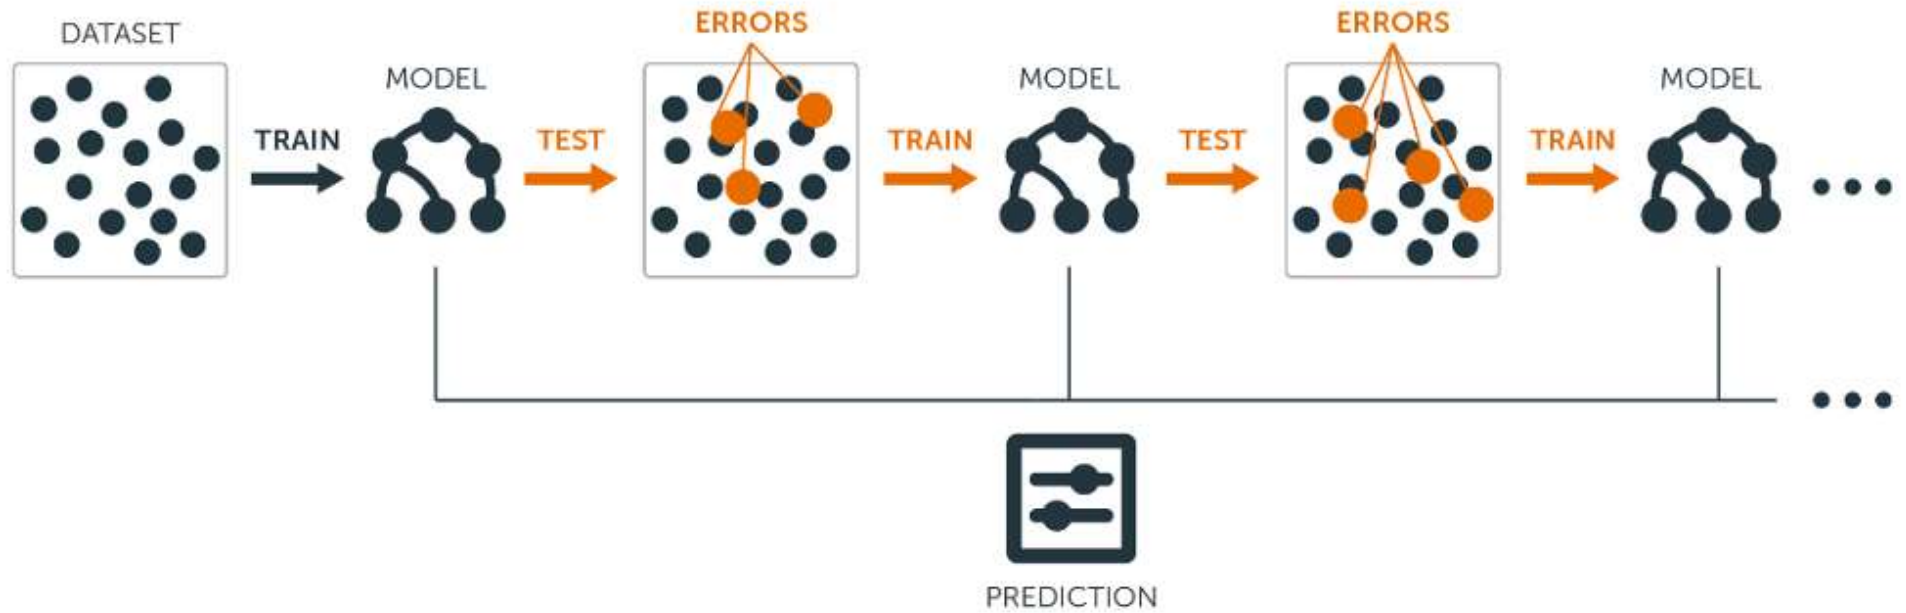 DATASET
TRAIN
MODEL
TEST
ERRORS
TRAIN
MODEL
TEST
ERRORS
TRAIN
MODEL
PREDICTION